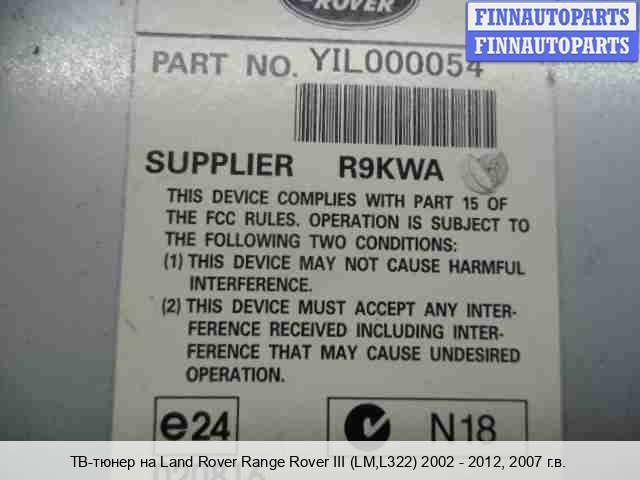 ROVER
FINNAUTOPARTS
FINNAUTOPARTS
PART NO. YIL000054
SUPPLIER R9KWA
THIS DEVICE COMPLIES WITH PART 15 OF
THE FCC RULES. OPERATION IS SUBJECT TO
THE FOLLOWING TWO CONDITIONS:
(1) THIS DEVICE MAY NOT CAUSE HARMFUL
INTERFERENCE.
(2) THIS DEVICE MUST ACCEPT ANY INTER-
FERENCE RECEIVED INCLUDING INTER-
FERENCE THAT MAY CAUSE UNDESIRED
OPERATION.
e24
N18
ТВ-тюнер на Land Rover Range Rover III (LM,L322) 2002 - 2012, 2007 г.в.